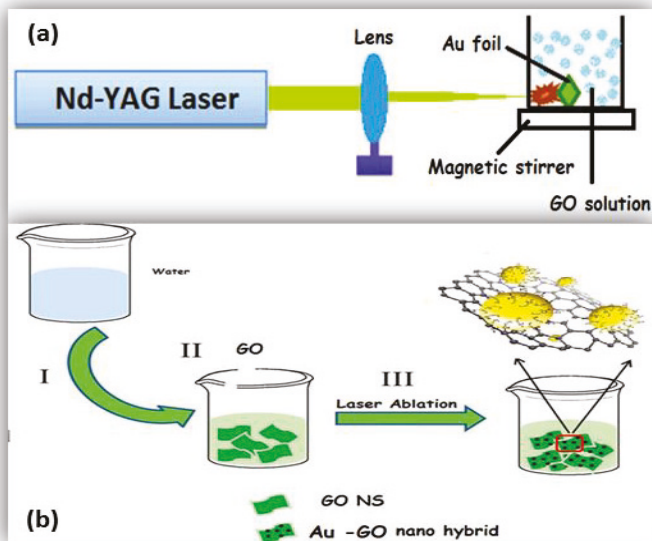 (a)
Lens
Au foil
Nd-YAG Laser
Magnetic stirrer
GO solution
Water
I
II
GO
III
Laser Ablation
GO NS
Au -GO nano hybrid
(b)